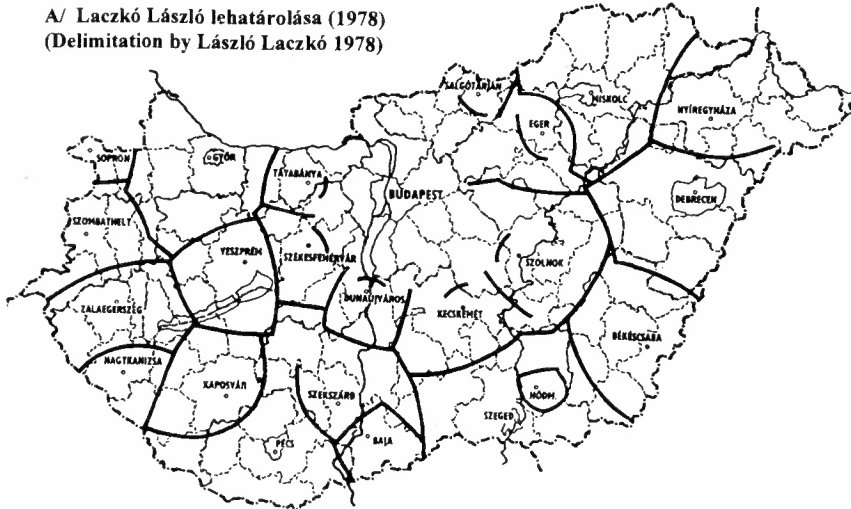 A/ Laczkó László lehatárolása (1978)
(Delimitation by László Laczkó 1978)
SALGÓTARJÁN
MISKOLC
NYÍREGYHÁZA
EGER
SOPRON
GYŐR
TATABÁNYA
BUDAPEST
DEBRECEN
SZOMBATHELY
VESZPRÉM
SZÉKESFEHÉRVÁR
SZOLNOK
ZALAEGERSZEG
DUNAÚJVÁROS
KECSKEMÉT
BÉKÉSCSABA
NAGYKANIZSA
KAPOSVÁR
SZEKSZÁRD
HÓDM.
SZEGED
PÉCS
BAJA